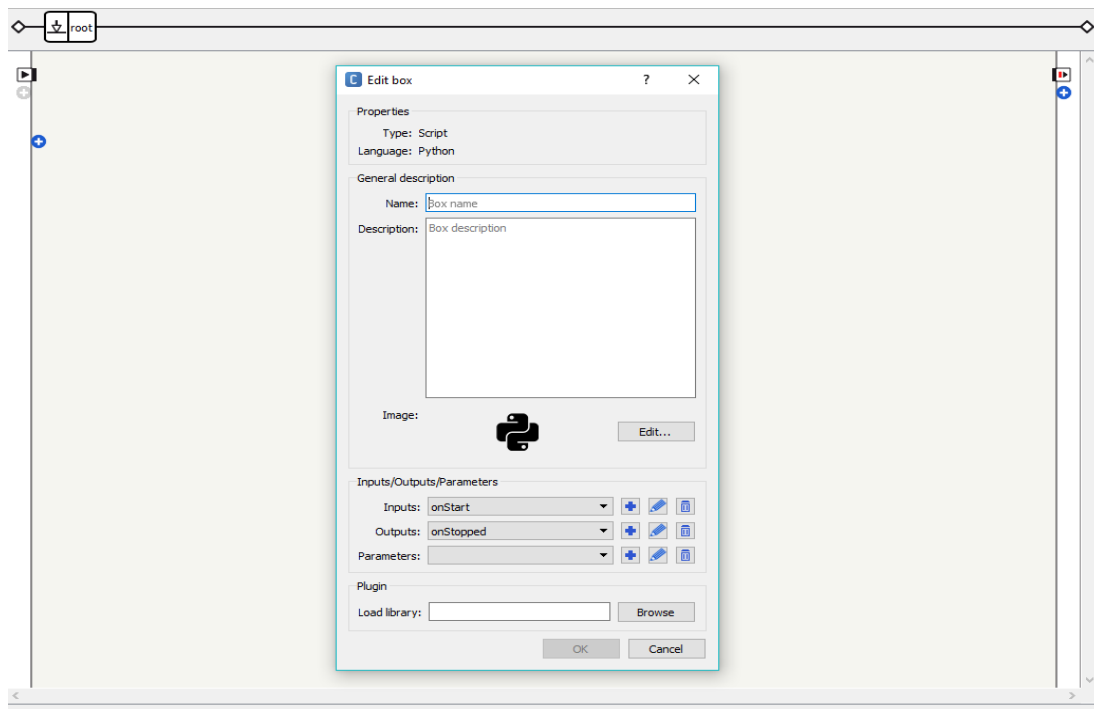 root
C Edit box ?
Properties
Type: Script
Language: Python
General description
Name: Box name
Description: Box description
Image:
Edit...
Inputs/Outputs/Parameters
Inputs: onStart
Outputs: onStopped
Parameters:
Plugin
Load library: Browse
OK Cancel